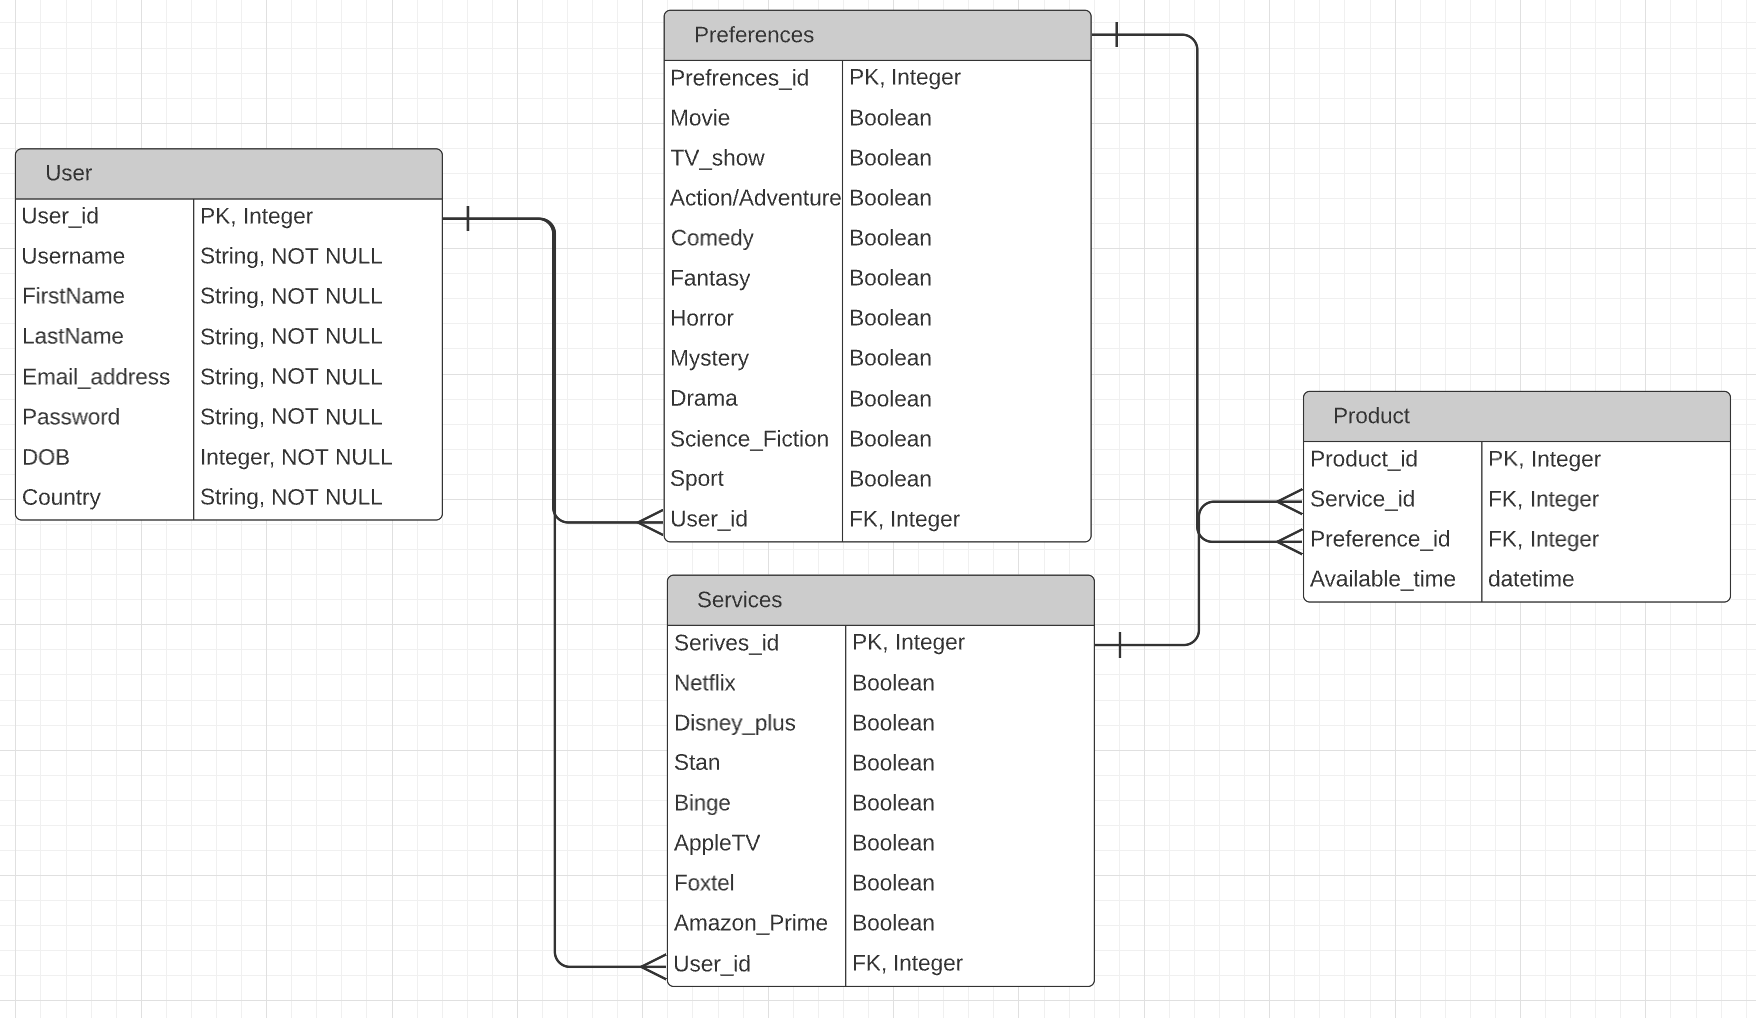 User
User_id PK, Integer
Username String, NOT NULL
FirstName String, NOT NULL
LastName String, NOT NULL
Email_address String, NOT NULL
Password String, NOT NULL
DOB Integer, NOT NULL
Country String, NOT NULL
Preferences
Prefrences_id PK, Integer
Movie Boolean
TV_show Boolean
Action/Adventure Boolean
Comedy Boolean
Fantasy Boolean
Horror Boolean
Mystery Boolean
Drama Boolean
Science_Fiction Boolean
Sport Boolean
User_id FK, Integer
Services
Serives_id PK, Integer
Netflix Boolean
Disney_plus Boolean
Stan Boolean
Binge Boolean
AppleTV Boolean
Foxtel Boolean
Amazon_Prime Boolean
User_id FK, Integer
Product
Product_id PK, Integer
Service_id FK, Integer
Preference_id FK, Integer
Available_time datetime